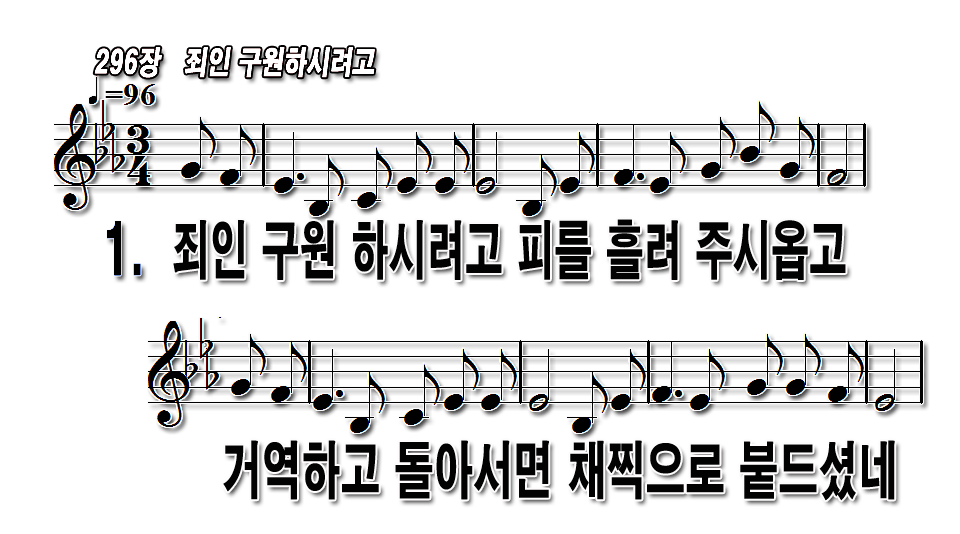 296장 죄인 구원하시려고
♩=96
3
4
1. 죄인 구원 하시려고 피를 흘려 주시옵고
거역하고 돌아서면 채찍으로 붙드셨네